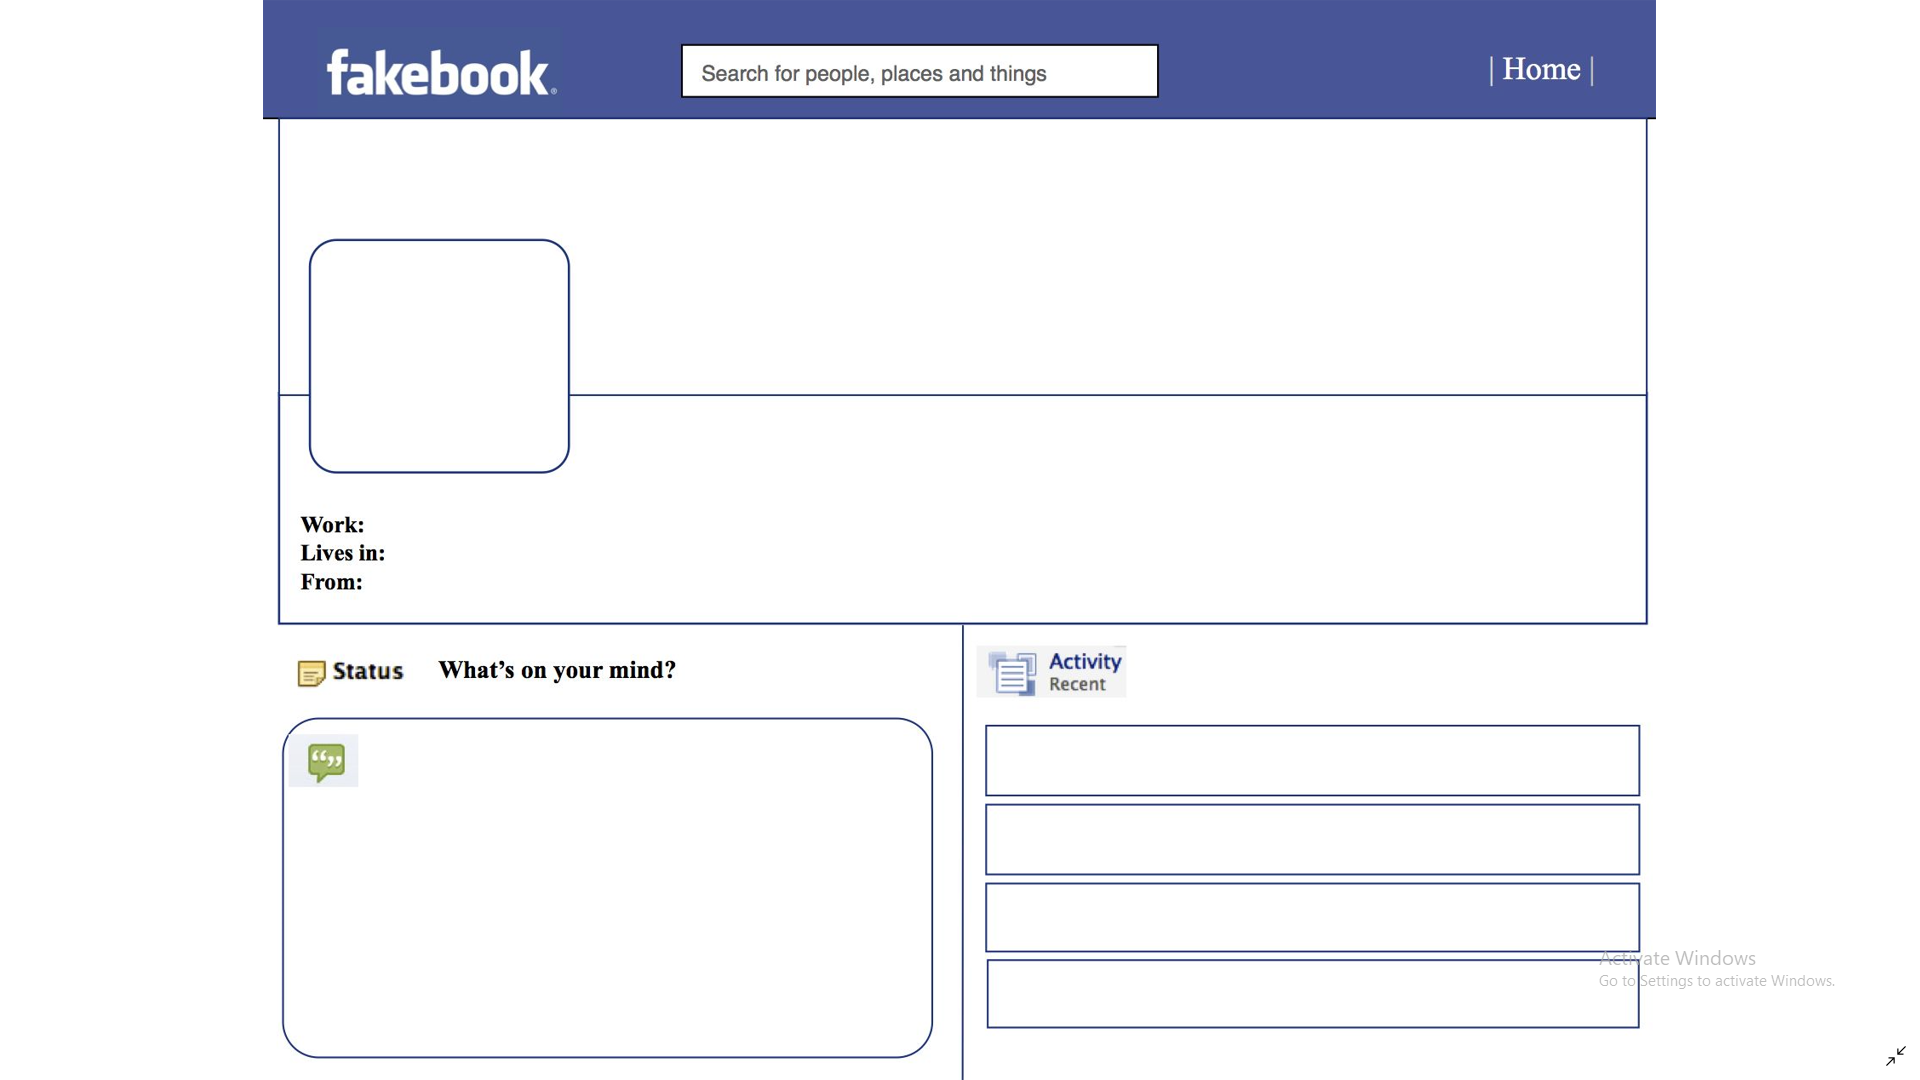 fakebook
Search for people, places and things
| Home |
Work:
Lives in:
From:
Status What’s on your mind?
Activity
Recent
Activate Windows
Go to Settings to activate Windows.